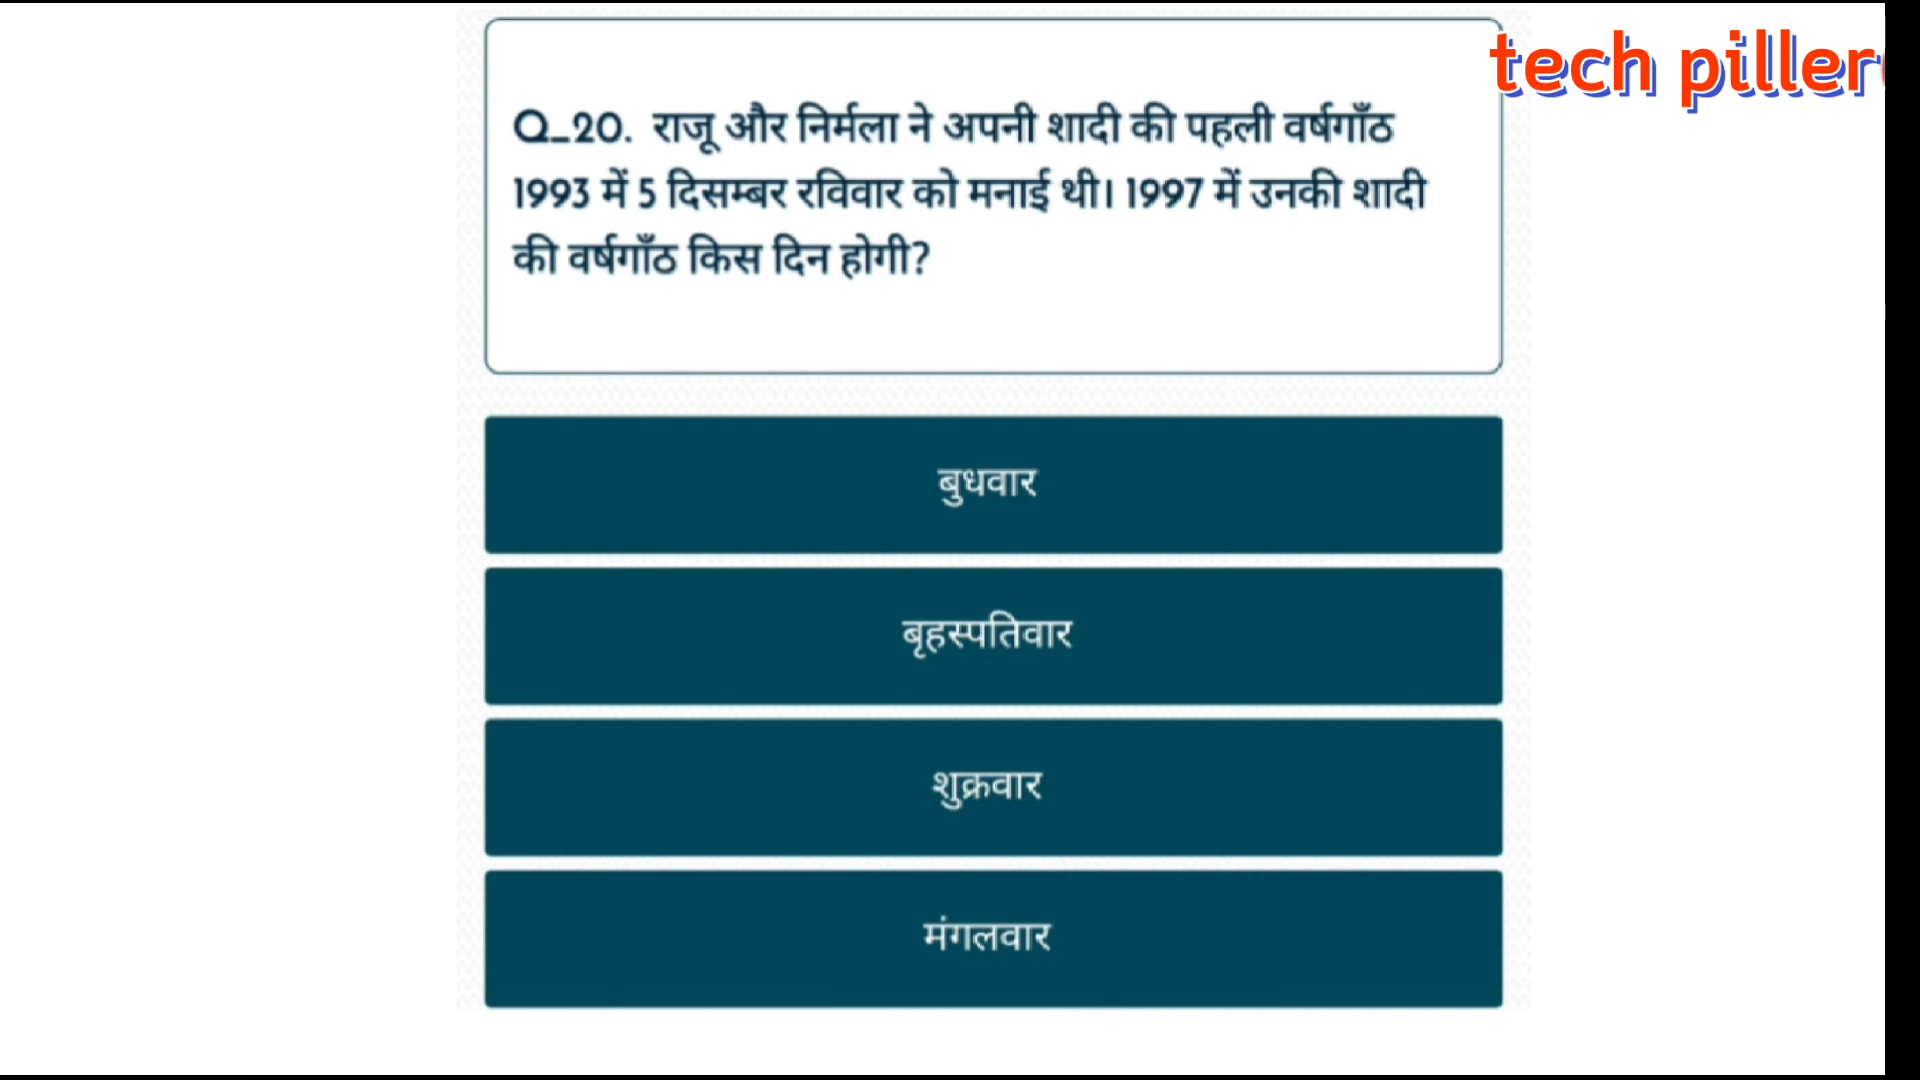 tech piller
Q_20. राजू और निर्मला ने अपनी शादी की पहली वर्षगाँठ
1993 में 5 दिसम्बर रविवार को मनाई थी। 1997 में उनकी शादी
की वर्षगाँठ किस दिन होगी?
बुधवार
बृहस्पतिवार
शुक्रवार
मंगलवार